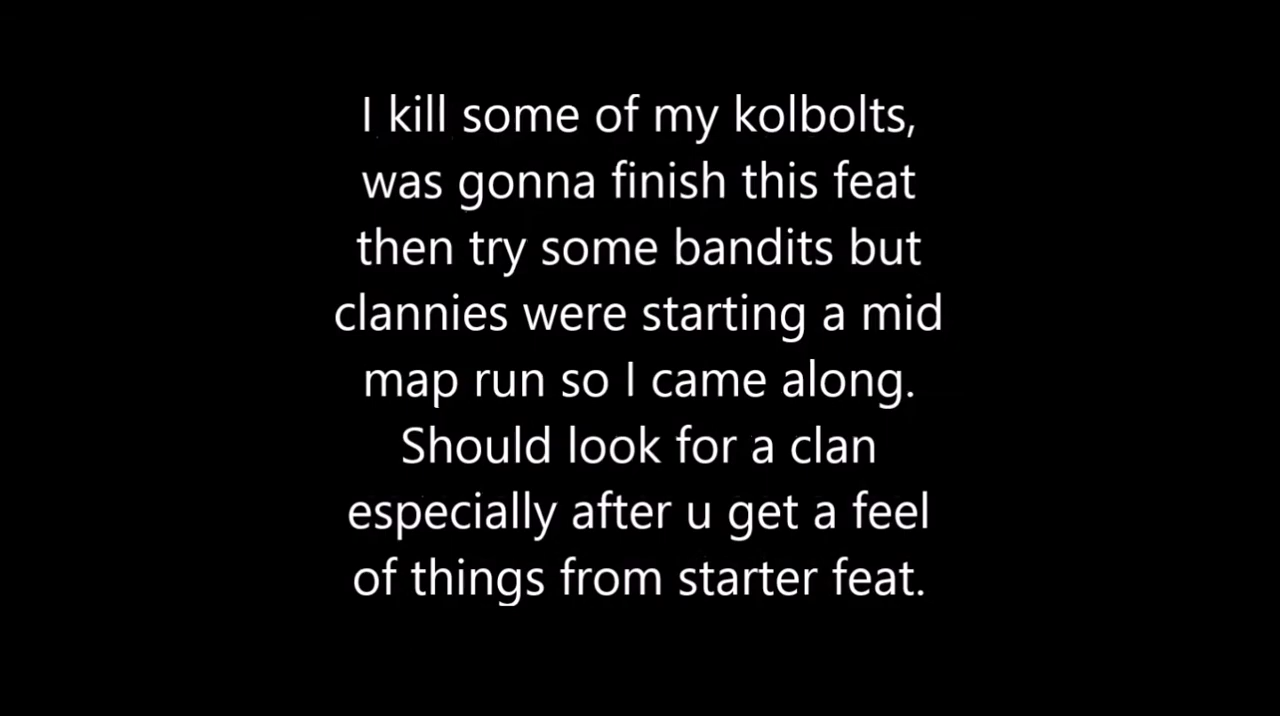 I kill some of my kolbolts,
was gonna finish this feat
then try some bandits but
clannies were starting a mid
map run so I came along.
Should look for a clan
especially after u get a feel
of things from starter feat.